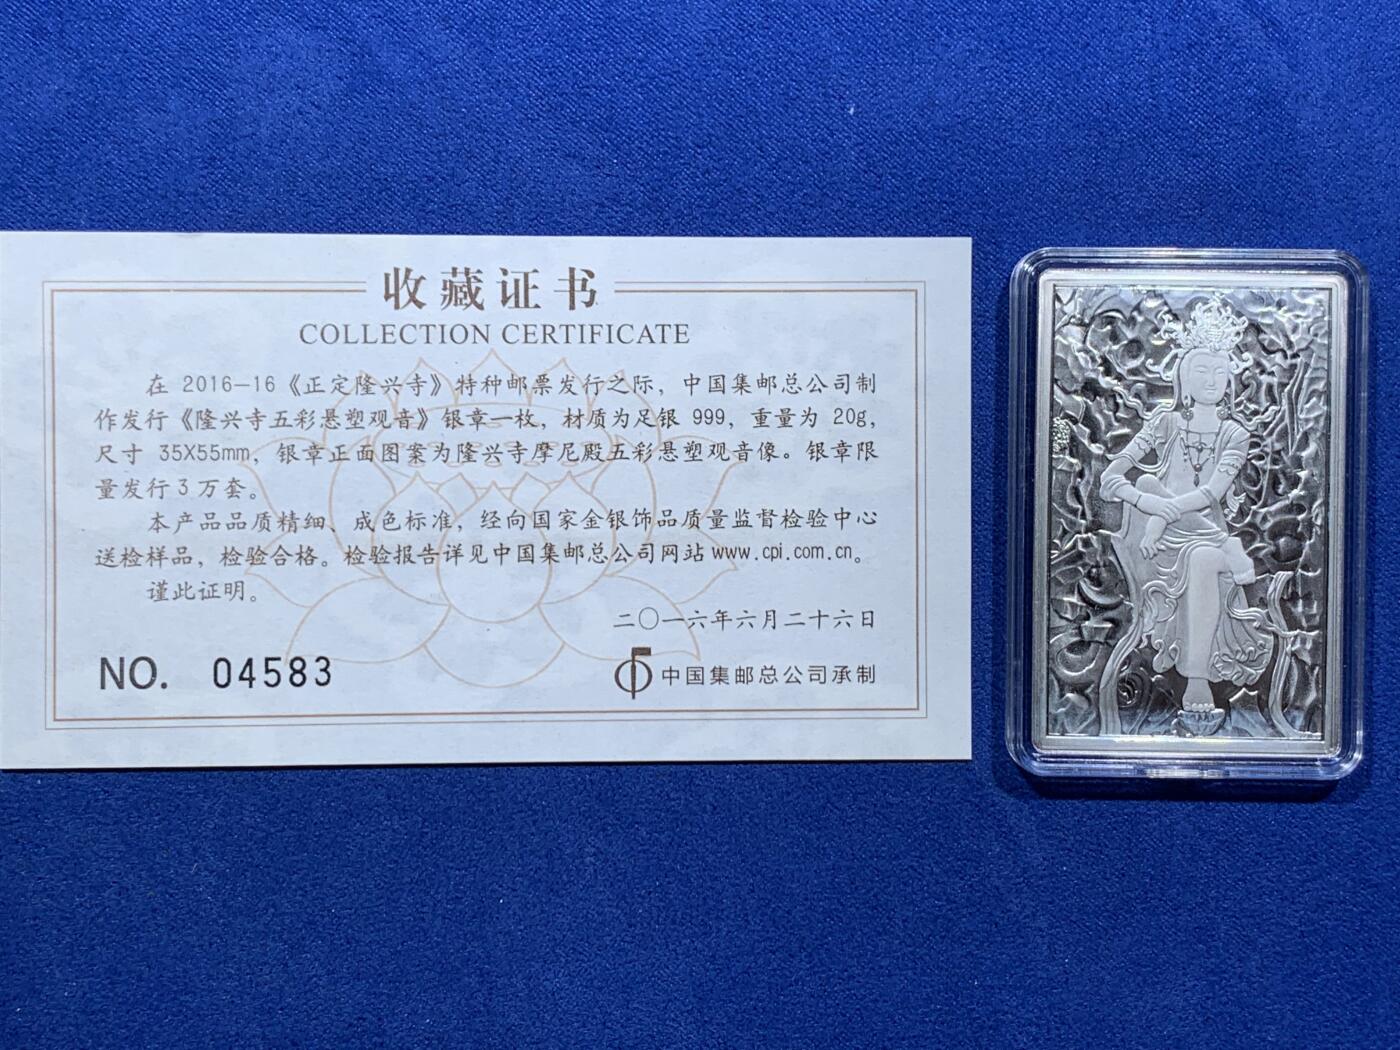 收藏证书
COLLECTION CERTIFICATE
在 2016-16《正定隆兴寺》特种邮票发行之际，中国集邮总公司制
作发行《隆兴寺五彩悬塑观音》银章一枚，材质为足银 999，重量为 20g，
尺寸 35X55mm，银章正面图案为隆兴寺摩尼殿五彩悬塑观音像。银章限
量发行 3 万套。
本产品品质精细、成色标准，经向国家金银饰品质量监督检验中心
送检样品，检验合格。检验报告详见中国集邮总公司网站 www.cpi.com.cn。
谨此证明。
二〇一六年六月二十六日
NO. 04583
中国集邮总公司承制